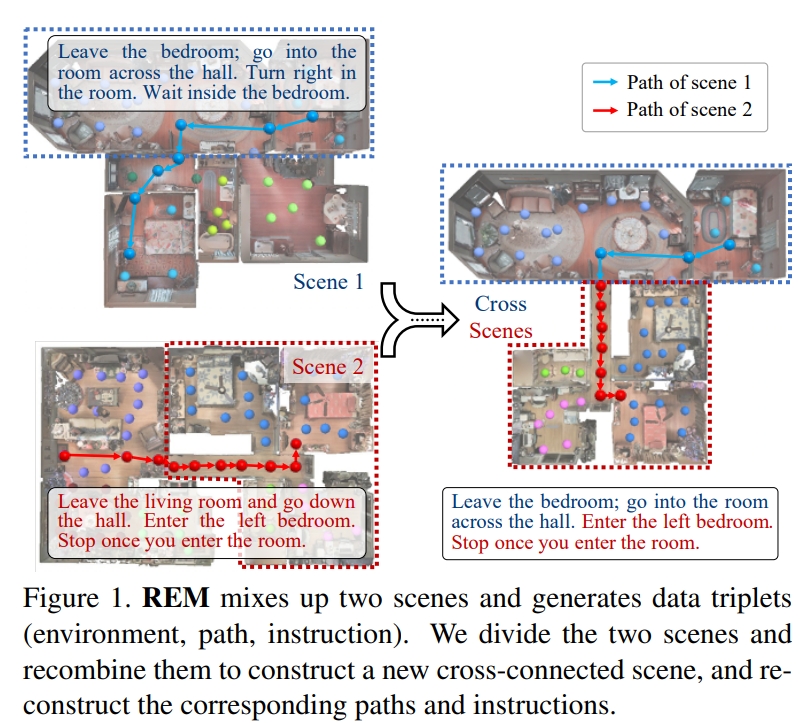 Leave the bedroom; go into the
room across the hall. Turn right in
the room. Wait inside the bedroom.
Path of scene 1
Path of scene 2
Scene 1
Cross
Scenes
Scene 2
Leave the living room and go down
the hall. Enter the left bedroom.
Stop once you enter the room.
Leave the bedroom; go into the room
across the hall. Enter the left bedroom.
Stop once you enter the room.
Figure 1. REM mixes up two scenes and generates data triplets
(environment, path, instruction). We divide the two scenes and
recombine them to construct a new cross-connected scene, and re-
construct the corresponding paths and instructions.